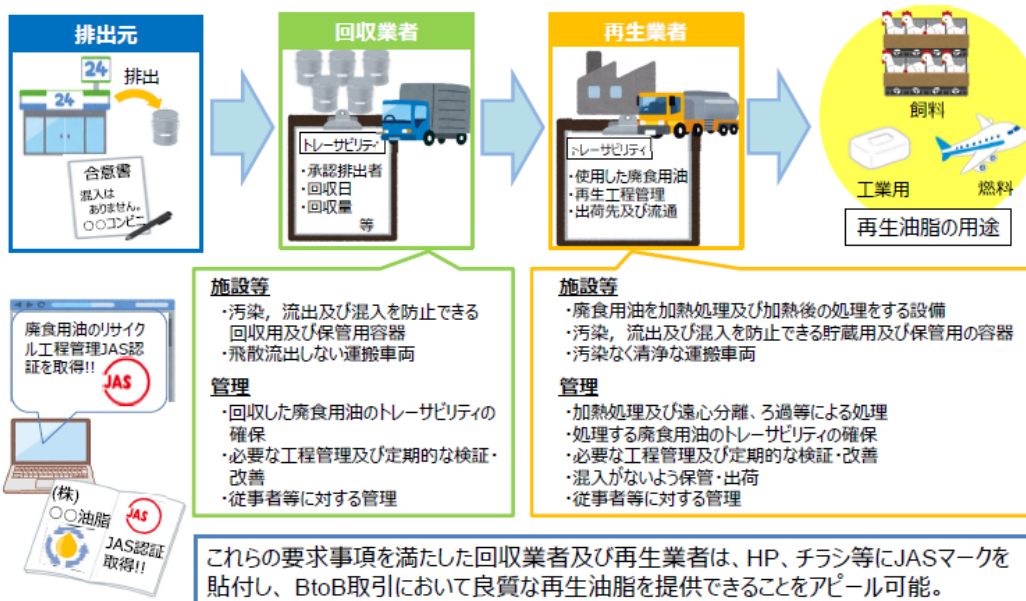 排出元
24
24
排出
合意書
混入は
ありません。
〇〇コンビニ
回収業者
トレーサビリティ
・承認排出者
・回収日
・回収量
等
再生業者
トレーサビリティ
・使用した廃食用油
・再生工程管理
・出荷先及び流通
飼料
工業用
燃料
再生油脂の用途
廃食用油のリサイク
ル工程管理JAS認
証を取得!!
JAS
(株)
〇〇油脂
JAS
JAS認証
取得!!
施設等
・汚染，流出及び混入を防止できる
回収用及び保管用容器
・飛散流出しない運搬車両
管理
・回収した廃食用油のトレーサビリティの
確保
・必要な工程管理及び定期的な検証・
改善
・従事者等に対する管理
施設等
・廃食用油を加熱処理及び加熱後の処理をする設備
・汚染，流出及び混入を防止できる貯蔵用及び保管用の容器
・汚染なく清浄な運搬車両
管理
・加熱処理及び遠心分離、ろ過等による処理
・処理する廃食用油のトレーサビリティの確保
・必要な工程管理及び定期的な検証・改善
・混入がないよう保管・出荷
・従事者等に対する管理
これらの要求事項を満たした回収業者及び再生業者は、HP、チラシ等にJASマークを
貼付し、BtoB取引において良質な再生油脂を提供できることをアピール可能。